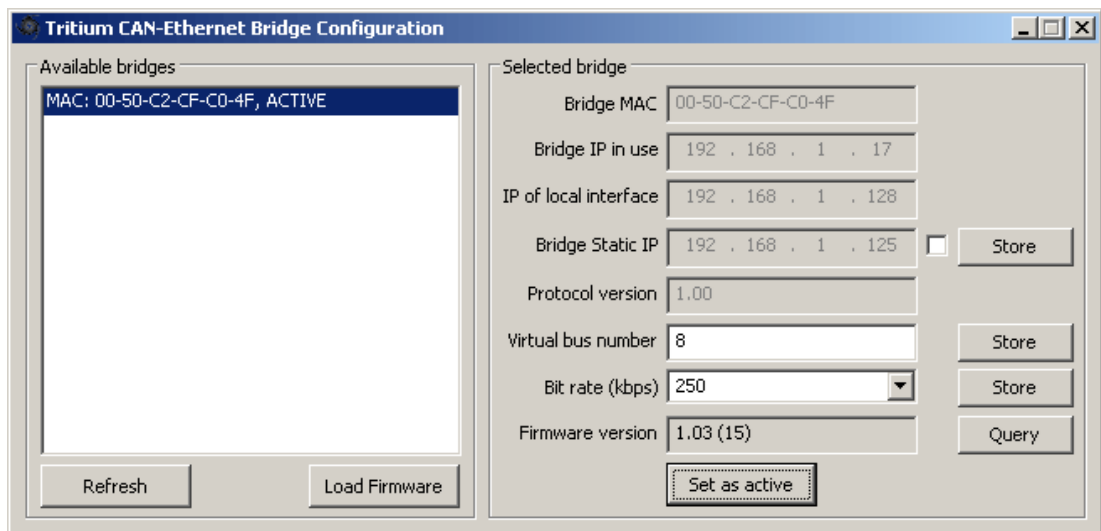 Tritium CAN-Ethernet Bridge Configuration
Available bridges
MAC: 00-50-C2-CF-C0-4F, ACTIVE
Refresh
Load Firmware
Selected bridge
Bridge MAC 00-50-C2-CF-C0-4F
Bridge IP in use 192 . 168 . 1 . 17
IP of local interface 192 . 168 . 1 . 128
Bridge Static IP 192 . 168 . 1 . 125 Store
Protocol version 1.00
Virtual bus number 8 Store
Bit rate (kbps) 250 Store
Firmware version 1.03 (15) Query
Set as active